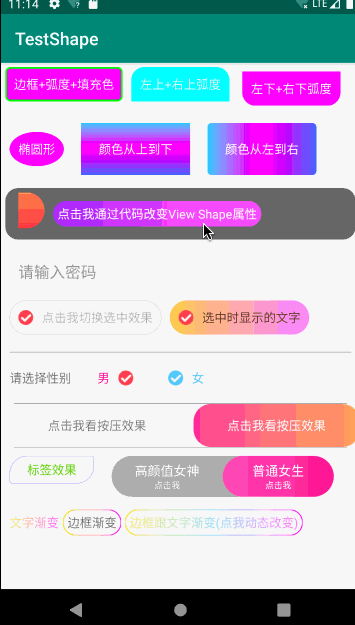 11:14 LTE
TestShape
边框+弧度+填充色 左上+右上弧度 左下+右下弧度
椭圆形 颜色从上到下 颜色从左到右
点击我通过代码改变View Shape属性
请输入密码
点击我切换选中效果 选中时显示的文字
请选择性别 男 女
点击我看按压效果 点击我看按压效果
标签效果 高颜值女神 普通女生
点击我 点击我
文字渐变 边框渐变 边框跟文字渐变(点我动态改变)